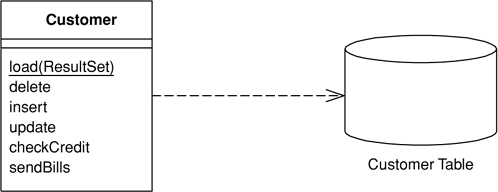 Customer
load(ResultSet)
delete
insert
update
checkCredit
sendBills
Customer Table